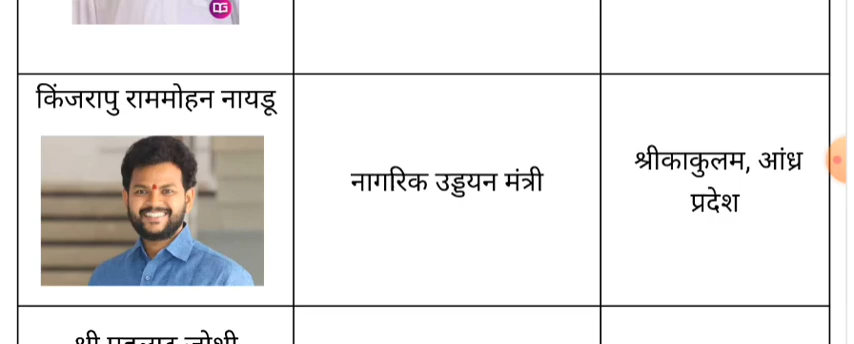 किंजरापु राममोहन नायडू
नागरिक उड्डयन मंत्री
श्रीकाकुलम, आंध्र
प्रदेश